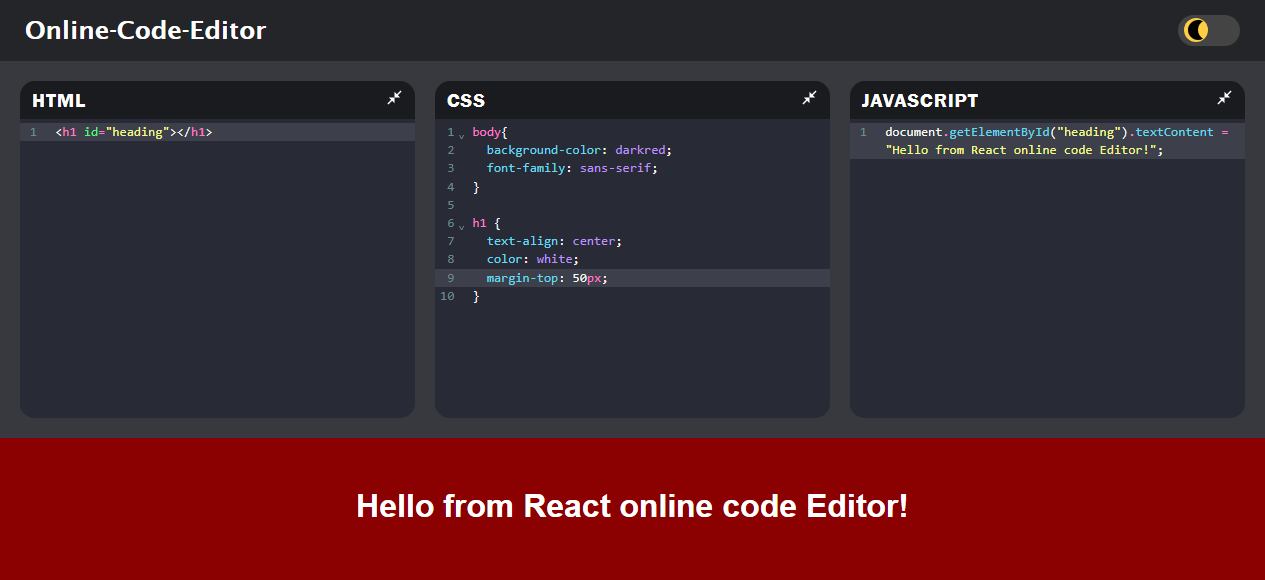 Online-Code-Editor
HTML
1 <h1 id="heading"></h1>
CSS
1 body{
2   background-color: darkred;
3   font-family: sans-serif;
4 }
5
6 h1 {
7   text-align: center;
8   color: white;
9   margin-top: 50px;
10 }
JAVASCRIPT
1 document.getElementById("heading").textContent =
"Hello from React online code Editor!";
Hello from React online code Editor!